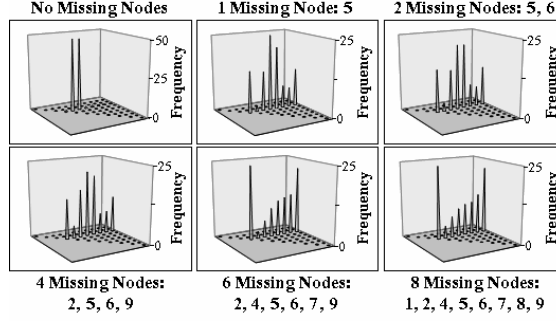 No Missing Nodes
1 Missing Node: 5
2 Missing Nodes: 5, 6
50
25
0
Frequency
25
0
Frequency
25
0
Frequency
25
0
Frequency
25
0
Frequency
25
0
Frequency
4 Missing Nodes:
2, 5, 6, 9
6 Missing Nodes:
2, 4, 5, 6, 7, 9
8 Missing Nodes:
1, 2, 4, 5, 6, 7, 8, 9